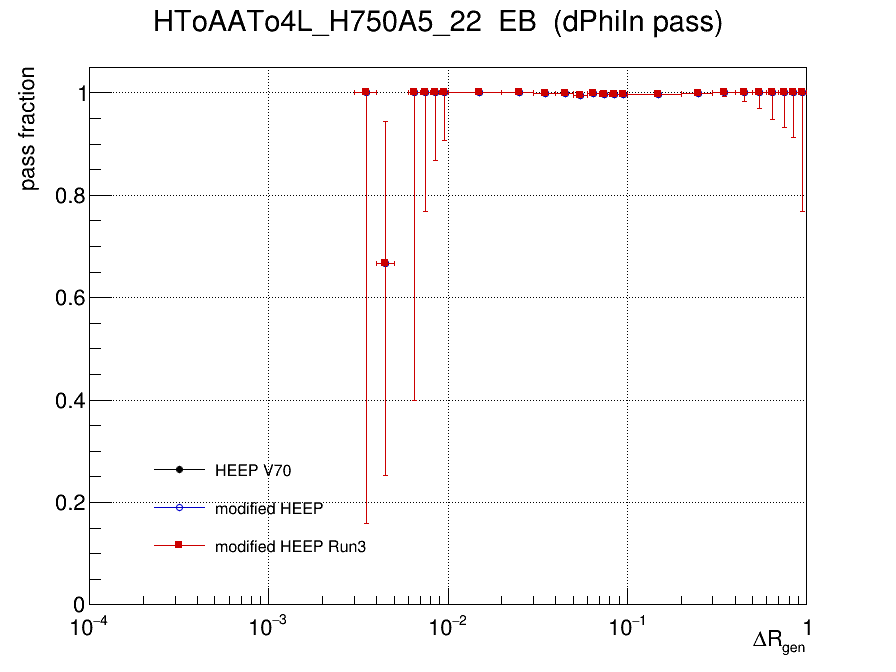 HToAATo4L_H750A5_22 EB (dPhiIn pass)
pass fraction
1
0.8
0.6
0.4
0.2
0
HEEP V70
modified HEEP
modified HEEP Run3
10⁻⁴ 10⁻³ 10⁻² 10⁻¹ 1
ΔR_gen